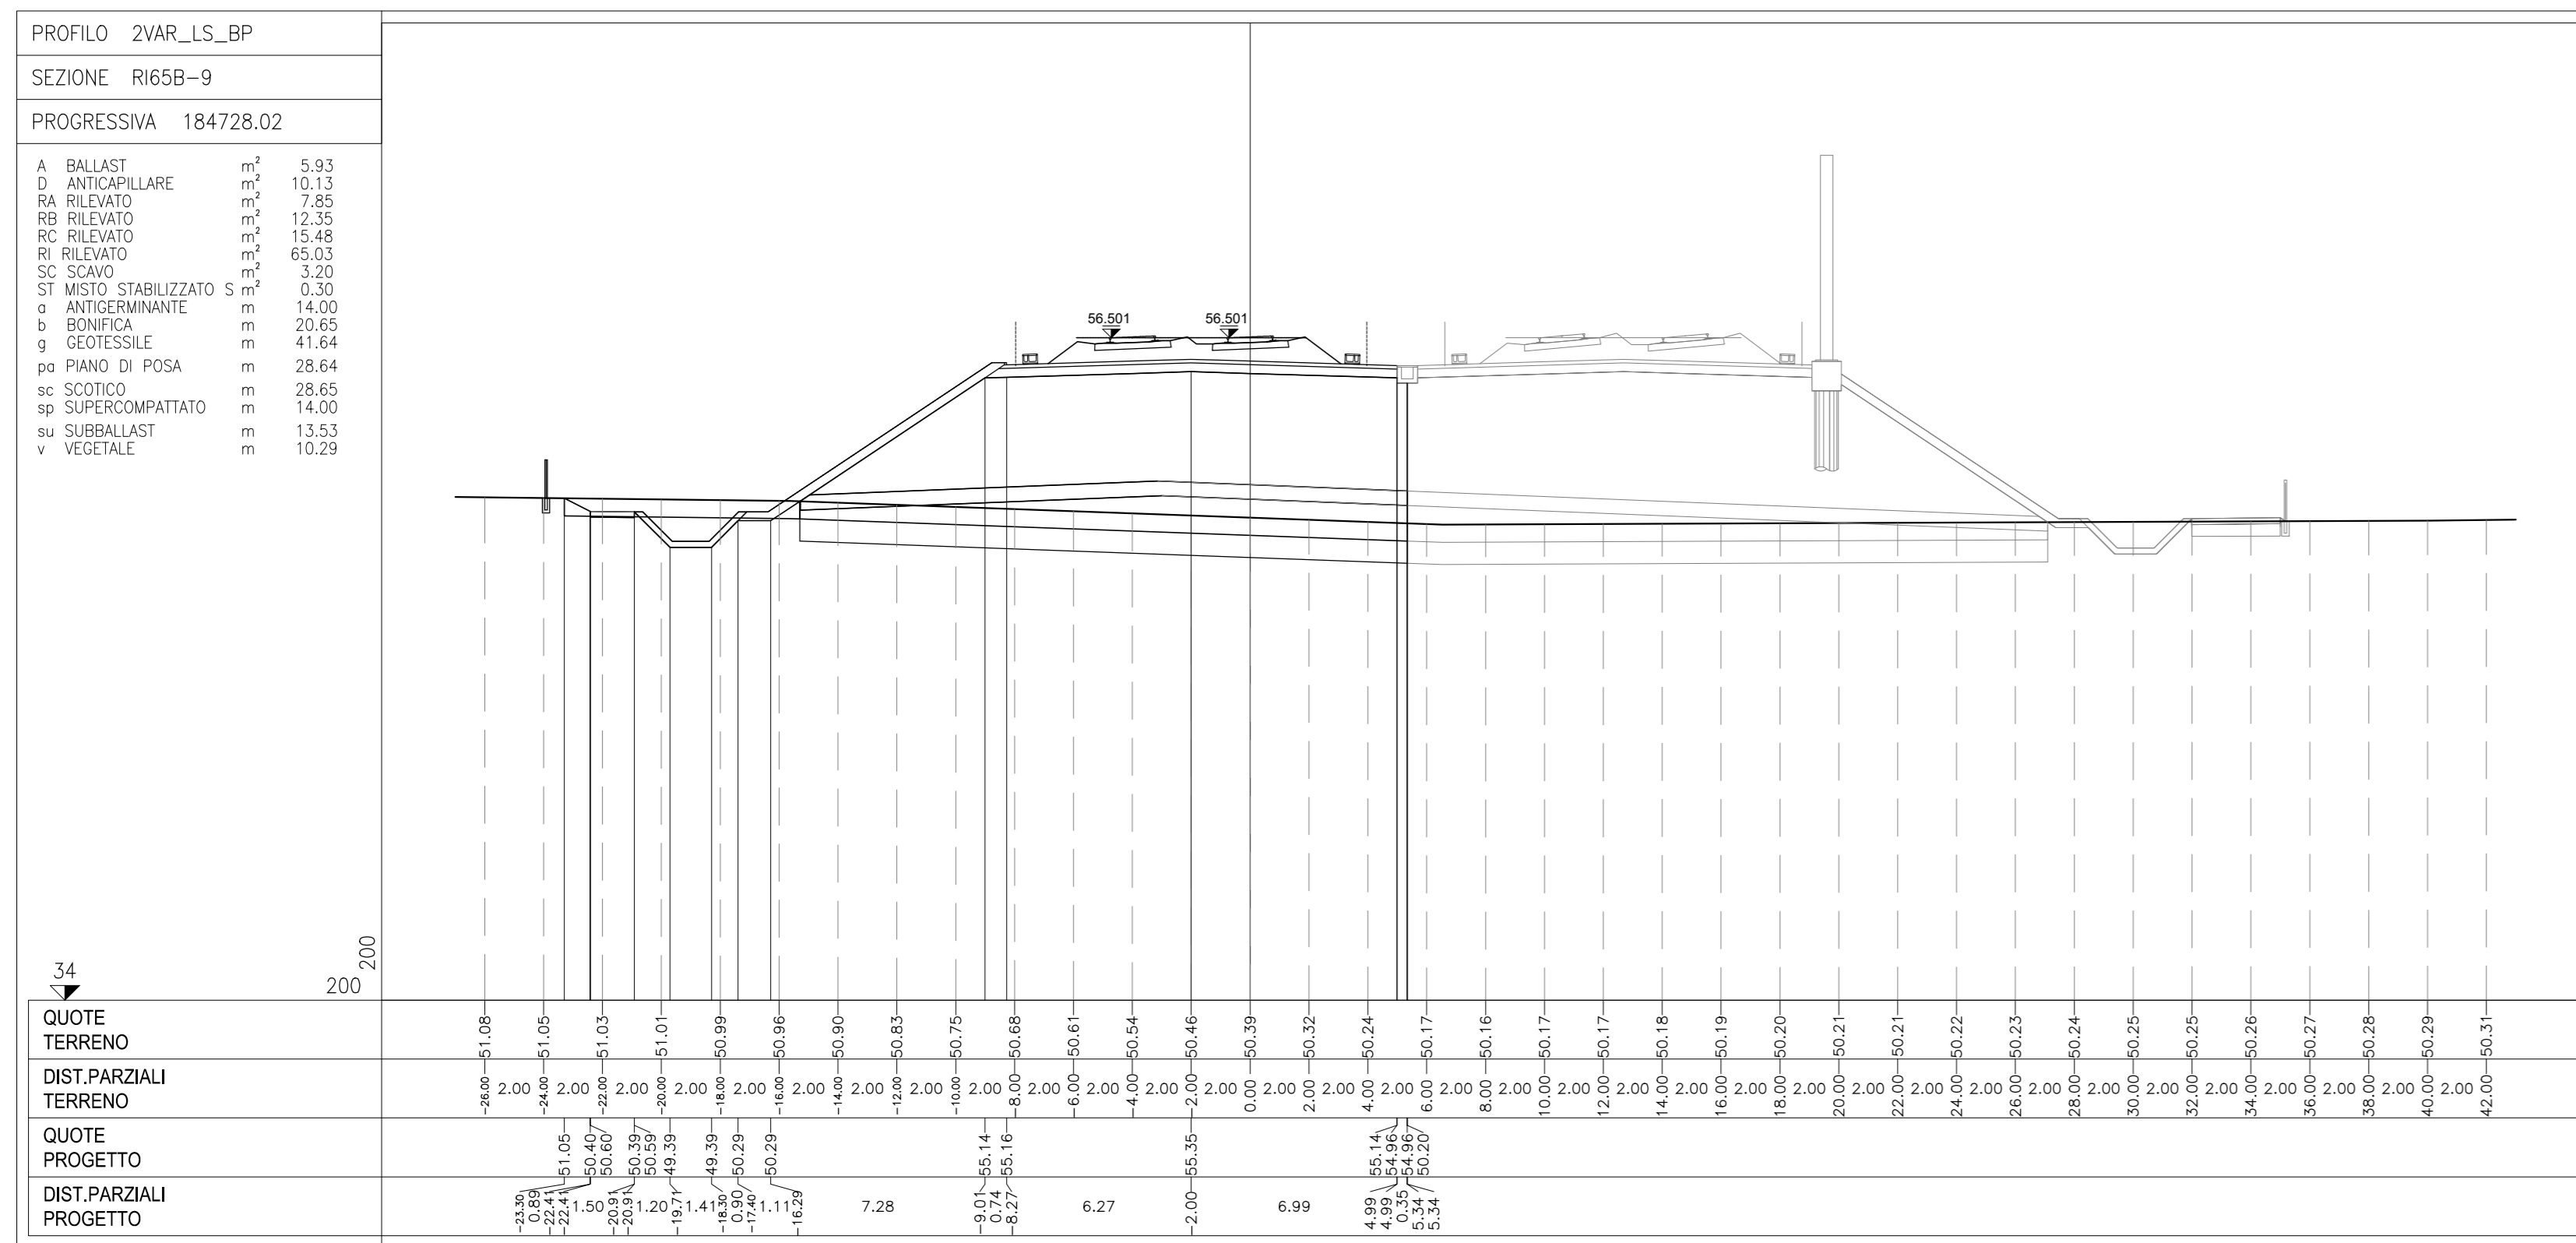 PROFILO 2VAR_LS_BP
SEZIONE RI65B-9
PROGRESSIVA 184728.02
A BALLAST m² 5.93
D ANTICAPILLARE m² 10.13
RA RILEVATO m² 7.85
RB RILEVATO m² 12.35
RC RILEVATO m² 15.48
RI RILEVATO m² 65.03
SC SCAVO m² 3.20
ST MISTO STABILIZZATO S m² 0.30
a ANTIGERMINANTE m 14.00
b BONIFICA m 20.65
g GEOTESSILE m 41.64
pa PIANO DI POSA m 28.64
sc SCOTICO m 28.65
sp SUPERCOMPATTATO m 14.00
su SUBBALLAST m 13.53
v VEGETALE m 10.29
56.501 56.501
200
34 200
QUOTE
TERRENO
51.08 51.05 51.03 51.01 50.99 50.96 50.90 50.83 50.75 50.68 50.61 50.54 50.46 50.39 50.32 50.24 50.17 50.16 50.17 50.17 50.18 50.19 50.20 50.21 50.21 50.22 50.23 50.24 50.25 50.25 50.26 50.27 50.28 50.29 50.31
DIST.PARZIALI
TERRENO
-26.00 2.00 -24.00 2.00 -22.00 2.00 -20.00 2.00 -18.00 2.00 -16.00 2.00 -14.00 2.00 -12.00 2.00 -10.00 2.00 -8.00 2.00 -6.00 2.00 -4.00 2.00 -2.00 2.00 0.00 2.00 2.00 2.00 4.00 2.00 6.00 2.00 8.00 2.00 10.00 2.00 12.00 2.00 14.00 2.00 16.00 2.00 18.00 2.00 20.00 2.00 22.00 2.00 24.00 2.00 26.00 2.00 28.00 2.00 30.00 2.00 32.00 2.00 34.00 2.00 36.00 2.00 38.00 2.00 40.00 2.00 42.00
QUOTE
PROGETTO
51.05 50.40 50.60 50.39 50.59 49.39 49.39 50.29 50.29 55.14 55.16 55.35 55.14 54.96 54.96 50.20
DIST.PARZIALI
PROGETTO
-23.30 0.89 -22.41 -22.41 1.50 -20.91 -20.91 1.20 -19.71 1.41 -18.30 0.90 -17.40 1.11 -16.29 7.28 -9.01 0.74 -8.27 6.27 -2.00 6.99 4.99 4.99 0.35 5.34 5.34